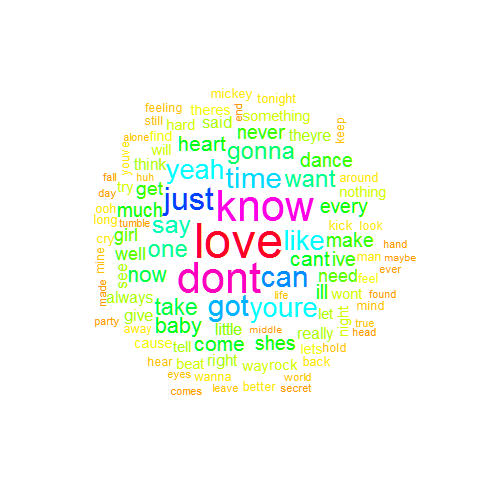 mickey
tonight
feeling
theres
end
something
still
hard
said
never
theyre
keep
alone
find
heart
gonna
youve
will
dance
think
yeah
time
want
around
fall
huh
try
get
just
know
every
nothing
day
ooh
much
long
tumble
say
love
like
make
kick
look
cry
girl
well
one
cant
ive
man
hand
maybe
mine
see
now
dont
can
need
feel
ever
made
always
take
got
youre
life
ill
wont
found
mind
party
give
baby
little
let
night
true
away
middle
really
head
cause
tell
come
shes
lets
hold
hear
beat
right
way
rock
back
eyes
wanna
world
comes
leave
better
secret